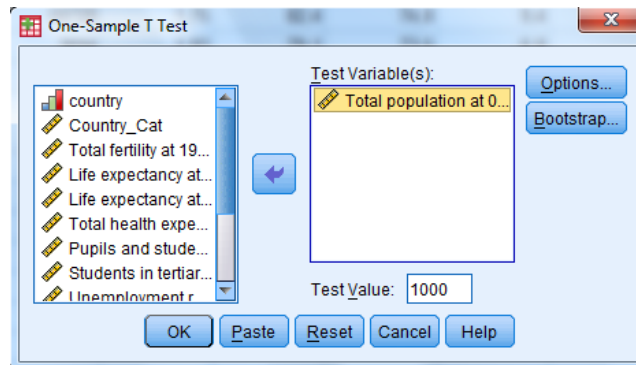 One-Sample T Test
country
Country_Cat
Total fertility at 19...
Life expectancy at...
Life expectancy at...
Total health expe...
Pupils and stude...
Students in tertiar...
Unemployment r
Test Variable(s):
Total population at 0...
Test Value: 1000
Options...
Bootstrap...
OK Paste Reset Cancel Help